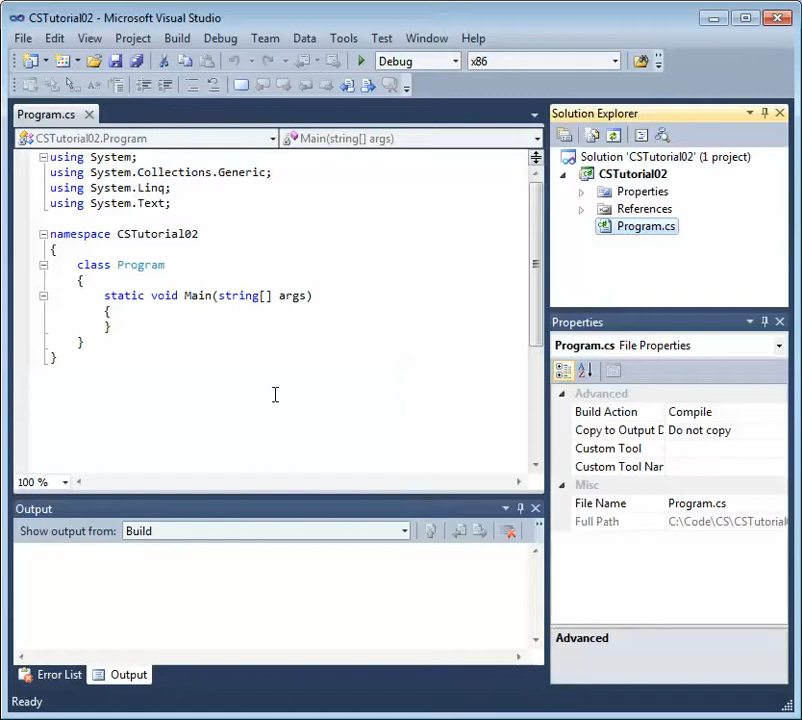 CSTutorial02 - Microsoft Visual Studio
File Edit View Project Build Debug Team Data Tools Test Window Help
Debug x86
Program.cs
CSTutorial02.Program Main(string[] args)
using System;
using System.Collections.Generic;
using System.Linq;
using System.Text;
namespace CSTutorial02
{
class Program
{
static void Main(string[] args)
{
}
}
}
100 %
Output
Show output from: Build
Error List Output
Ready
Solution Explorer
Solution 'CSTutorial02' (1 project)
CSTutorial02
Properties
References
Program.cs
Properties
Program.cs File Properties
Advanced
Build Action Compile
Copy to Output D Do not copy
Custom Tool
Custom Tool Nar
Misc
File Name Program.cs
Full Path C:\Code\CS\CSTutorial
Advanced